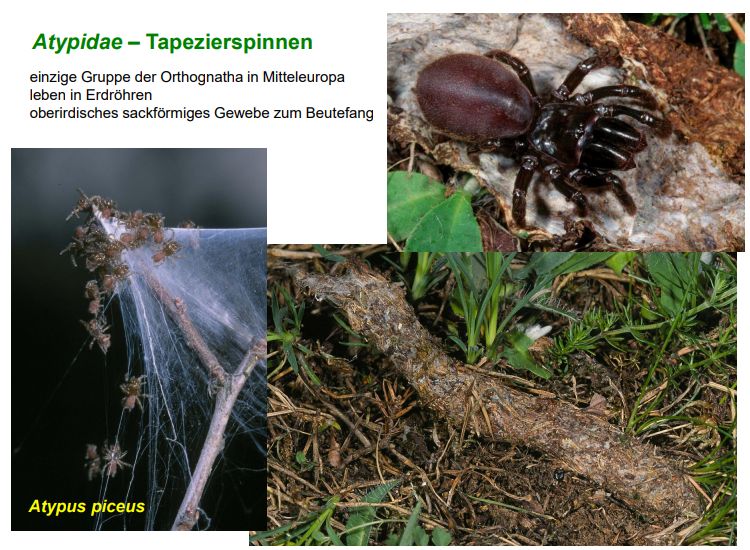 Atypidae – Tapezierspinnen
einzige Gruppe der Orthognatha in Mitteleuropa
leben in Erdröhren
oberirdisches sackförmiges Gewebe zum Beutefang
Atypus piceus